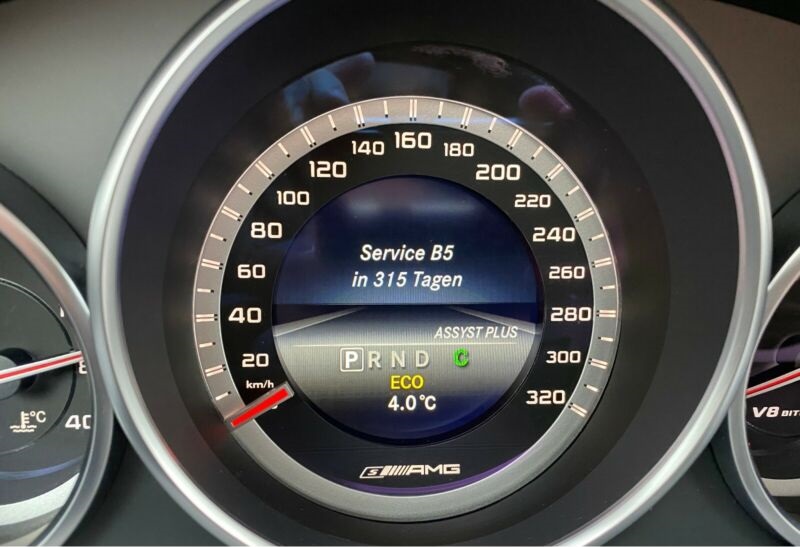 160
140
180
120
200
100
220
80
240
60
260
40
280
20
300
320
km/h
Service B5
in 315 Tagen
ASSYST PLUS
P R N D C
ECO
4.0°C
S AMG
°C
40
V8 BIT